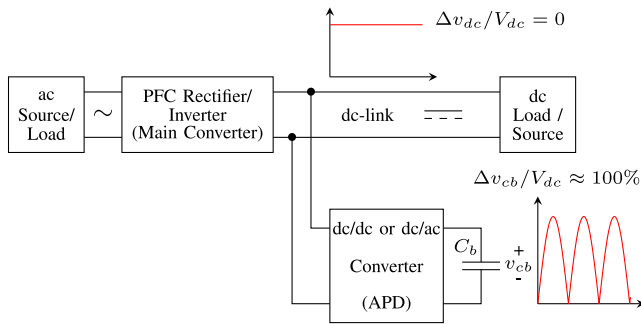 Δv_dc/V_dc = 0
ac
Source/
Load
~
PFC Rectifier/
Inverter
(Main Converter)
dc-link
dc
Load /
Source
Δv_cb/V_dc ≈ 100%
dc/dc or dc/ac
Converter
(APD)
C_b
+
v_cb
-